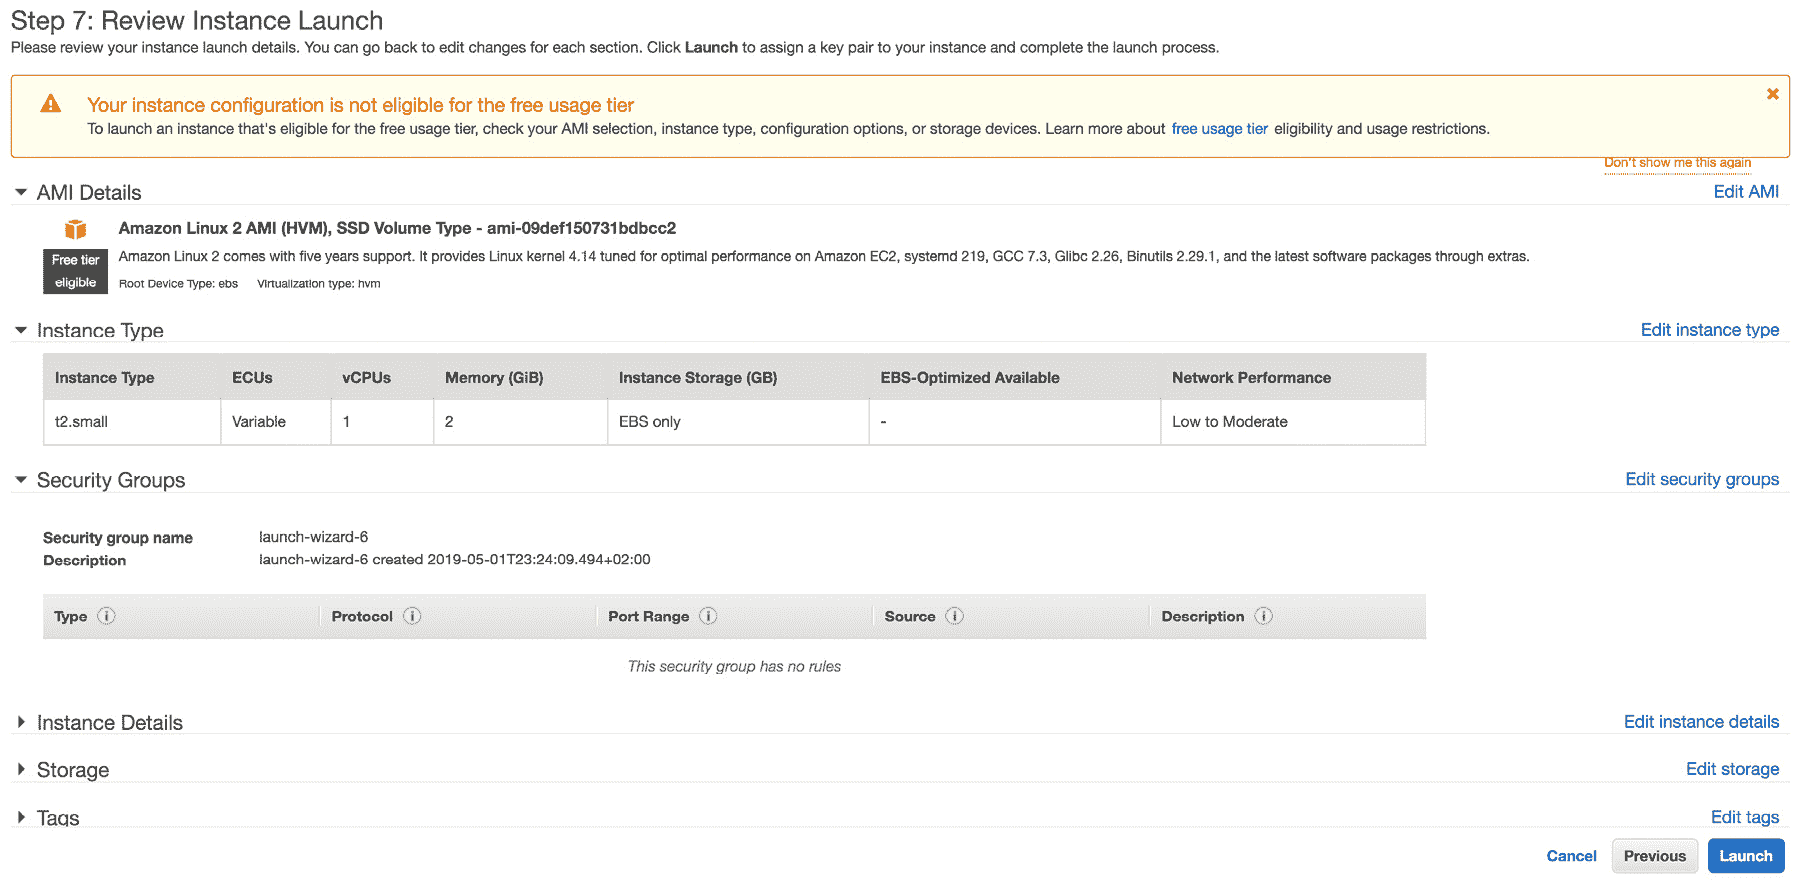 Step 7: Review Instance Launch
Please review your instance launch details. You can go back to edit changes for each section. Click Launch to assign a key pair to your instance and complete the launch process.
Your instance configuration is not eligible for the free usage tier
To launch an instance that's eligible for the free usage tier, check your AMI selection, instance type, configuration options, or storage devices. Learn more about free usage tier eligibility and usage restrictions.
Don't show me this again
AMI Details Edit AMI
Amazon Linux 2 AMI (HVM), SSD Volume Type - ami-09def150731bdbcc2
Free tier eligible
Amazon Linux 2 comes with five years support. It provides Linux kernel 4.14 tuned for optimal performance on Amazon EC2, systemd 219, GCC 7.3, Glibc 2.26, Binutils 2.29.1, and the latest software packages through extras.
Root Device Type: ebs Virtualization type: hvm
Instance Type Edit instance type
Instance Type ECUs vCPUs Memory (GiB) Instance Storage (GB) EBS-Optimized Available Network Performance
t2.small Variable 1 2 EBS only - Low to Moderate
Security Groups Edit security groups
Security group name launch-wizard-6
Description launch-wizard-6 created 2019-05-01T23:24:09.494+02:00
Type Protocol Port Range Source Description
This security group has no rules
Instance Details Edit instance details
Storage Edit storage
Tags Edit tags
Cancel Previous Launch